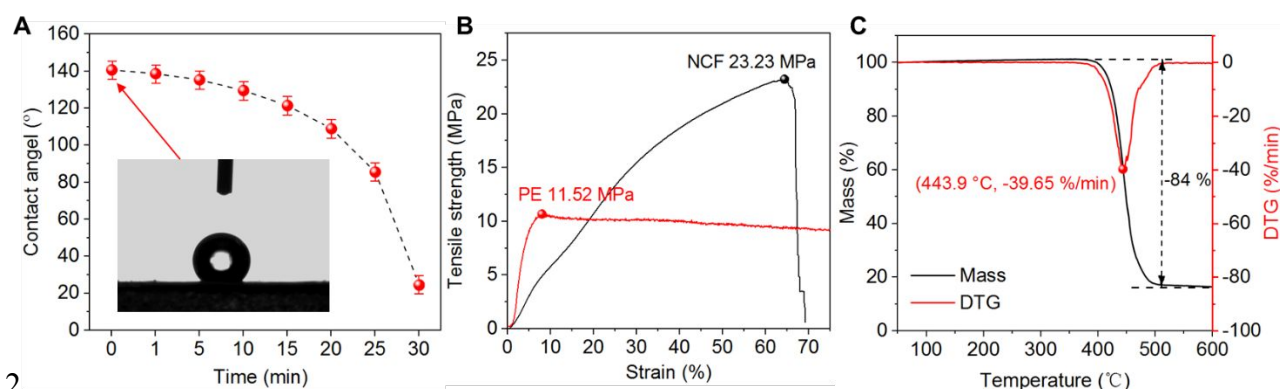 A
Contact angel (°)
160
140
120
100
80
60
40
20
0
0 1 5 10 15 20 25 30
Time (min)
B
Tensile strength (MPa)
25
20
15
10
5
0
NCF 23.23 MPa
PE 11.52 MPa
0 10 20 30 40 50 60 70
Strain (%)
C
Mass (%)
100
80
60
40
20
0
(443.9 °C, -39.65 %/min)
-84 %
Mass
DTG
0
-20
-40
-60
-80
-100
DTG (%/min)
100 200 300 400 500 600
Temperature (℃)
2